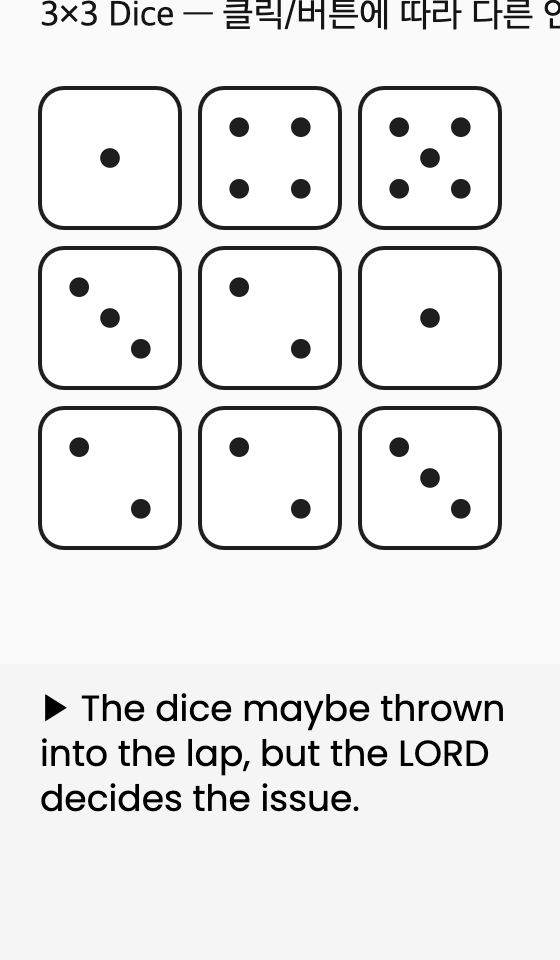 3×3 Dice — 클릭/버튼에 따라 다른
▶ The dice maybe thrown
into the lap, but the LORD
decides the issue.